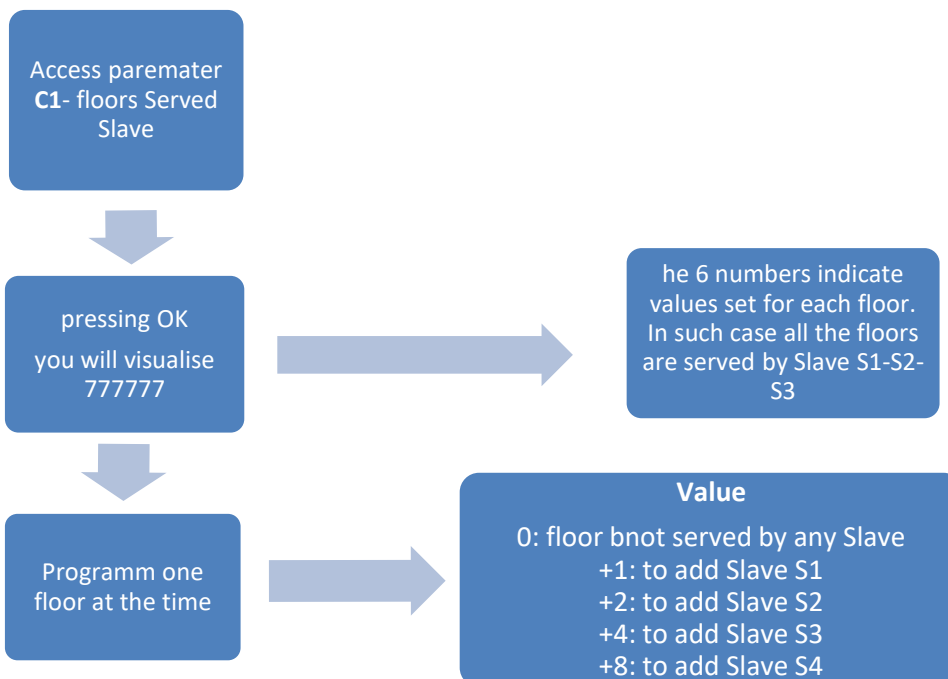 Access paremater
C1- floors Served
Slave
pressing OK
you will visualise
777777
he 6 numbers indicate
values set for each floor.
In such case all the floors
are served by Slave S1-S2-
S3
Programm one
floor at the time
Value
0: floor bnot served by any Slave
+1: to add Slave S1
+2: to add Slave S2
+4: to add Slave S3
+8: to add Slave S4